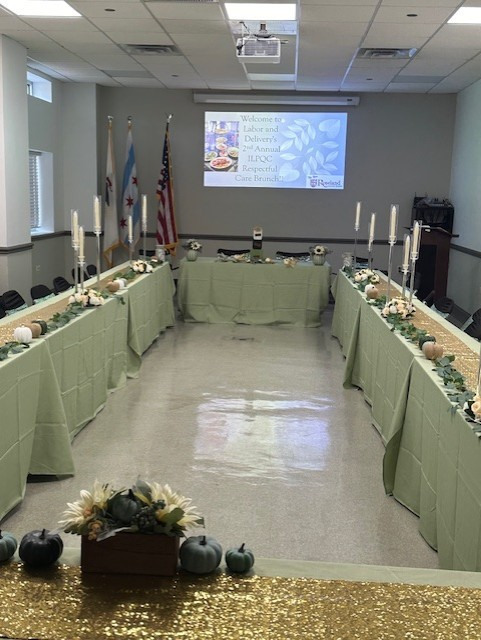 Welcome to
Labor and
Delivery's
2nd Annual
ILPQC
Respectful
Care Brunch!!